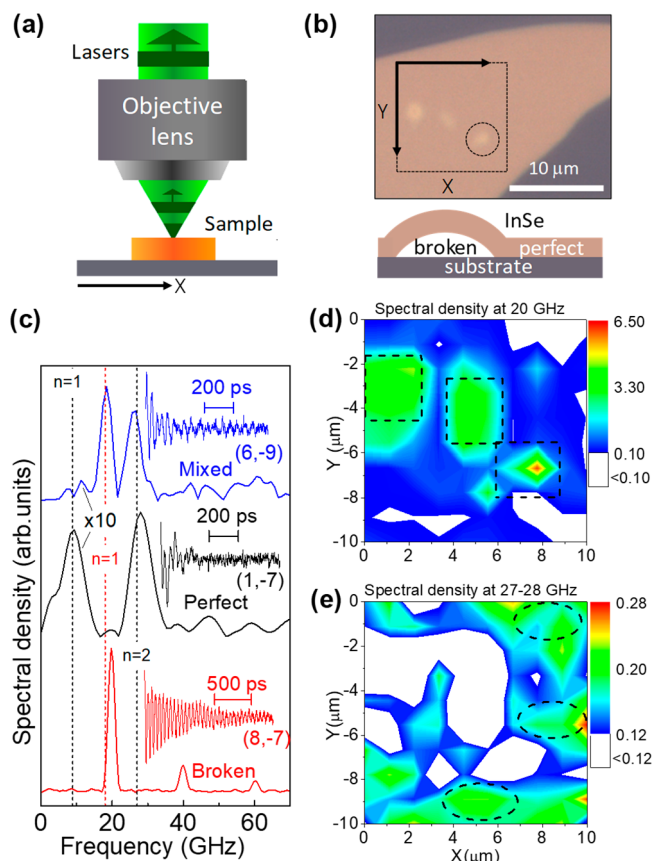 (a)
Lasers
Objective
lens
Sample
X
(b)
Y
X
10 μm
InSe
broken
perfect
substrate
(c)
Spectral density (arb.units)
n=1
200 ps
(6,-9)
Mixed
x10
200 ps
n=1
(1,-7)
Perfect
n=2
500 ps
(8,-7)
Broken
0 20 40 60
Frequency (GHz)
(d)
Spectral density at 20 GHz
Y (μm)
0
-2
-4
-6
-8
-10
0 2 4 6 8 10
6.50
3.30
0.10
<0.10
(e)
Spectral density at 27-28 GHz
Y(μm)
0
-2
-4
-6
-8
-10
0 2 4 6 8 10
X(μm)
0.28
0.20
0.12
<0.12